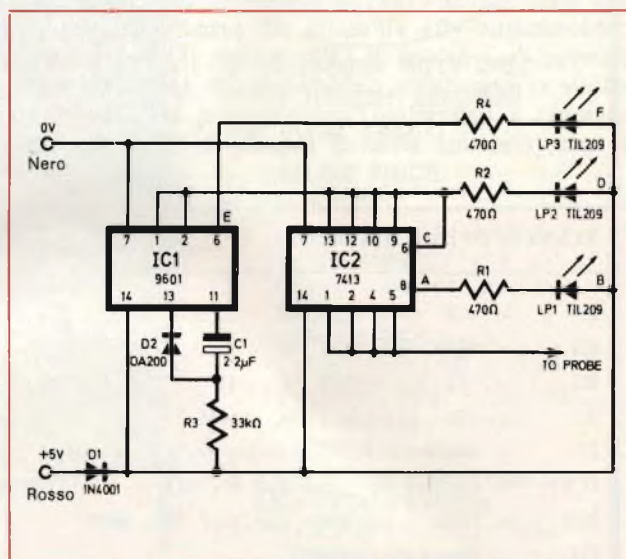 R4
F
0V
470Ω
LP3 TIL209
Nero
R2
D
E
470Ω
LP2 TIL209
7 1 2 6
7 13 12 10 9 6
C
R1
B
IC1
9601
IC2
7413
8
A
470Ω
LP1 TIL209
14 13 11
14 1 2 4 5
D2
OA200
C1
2 2µF
TO PROBE
R3
33kΩ
+5V
D1
Rosso
1N4001